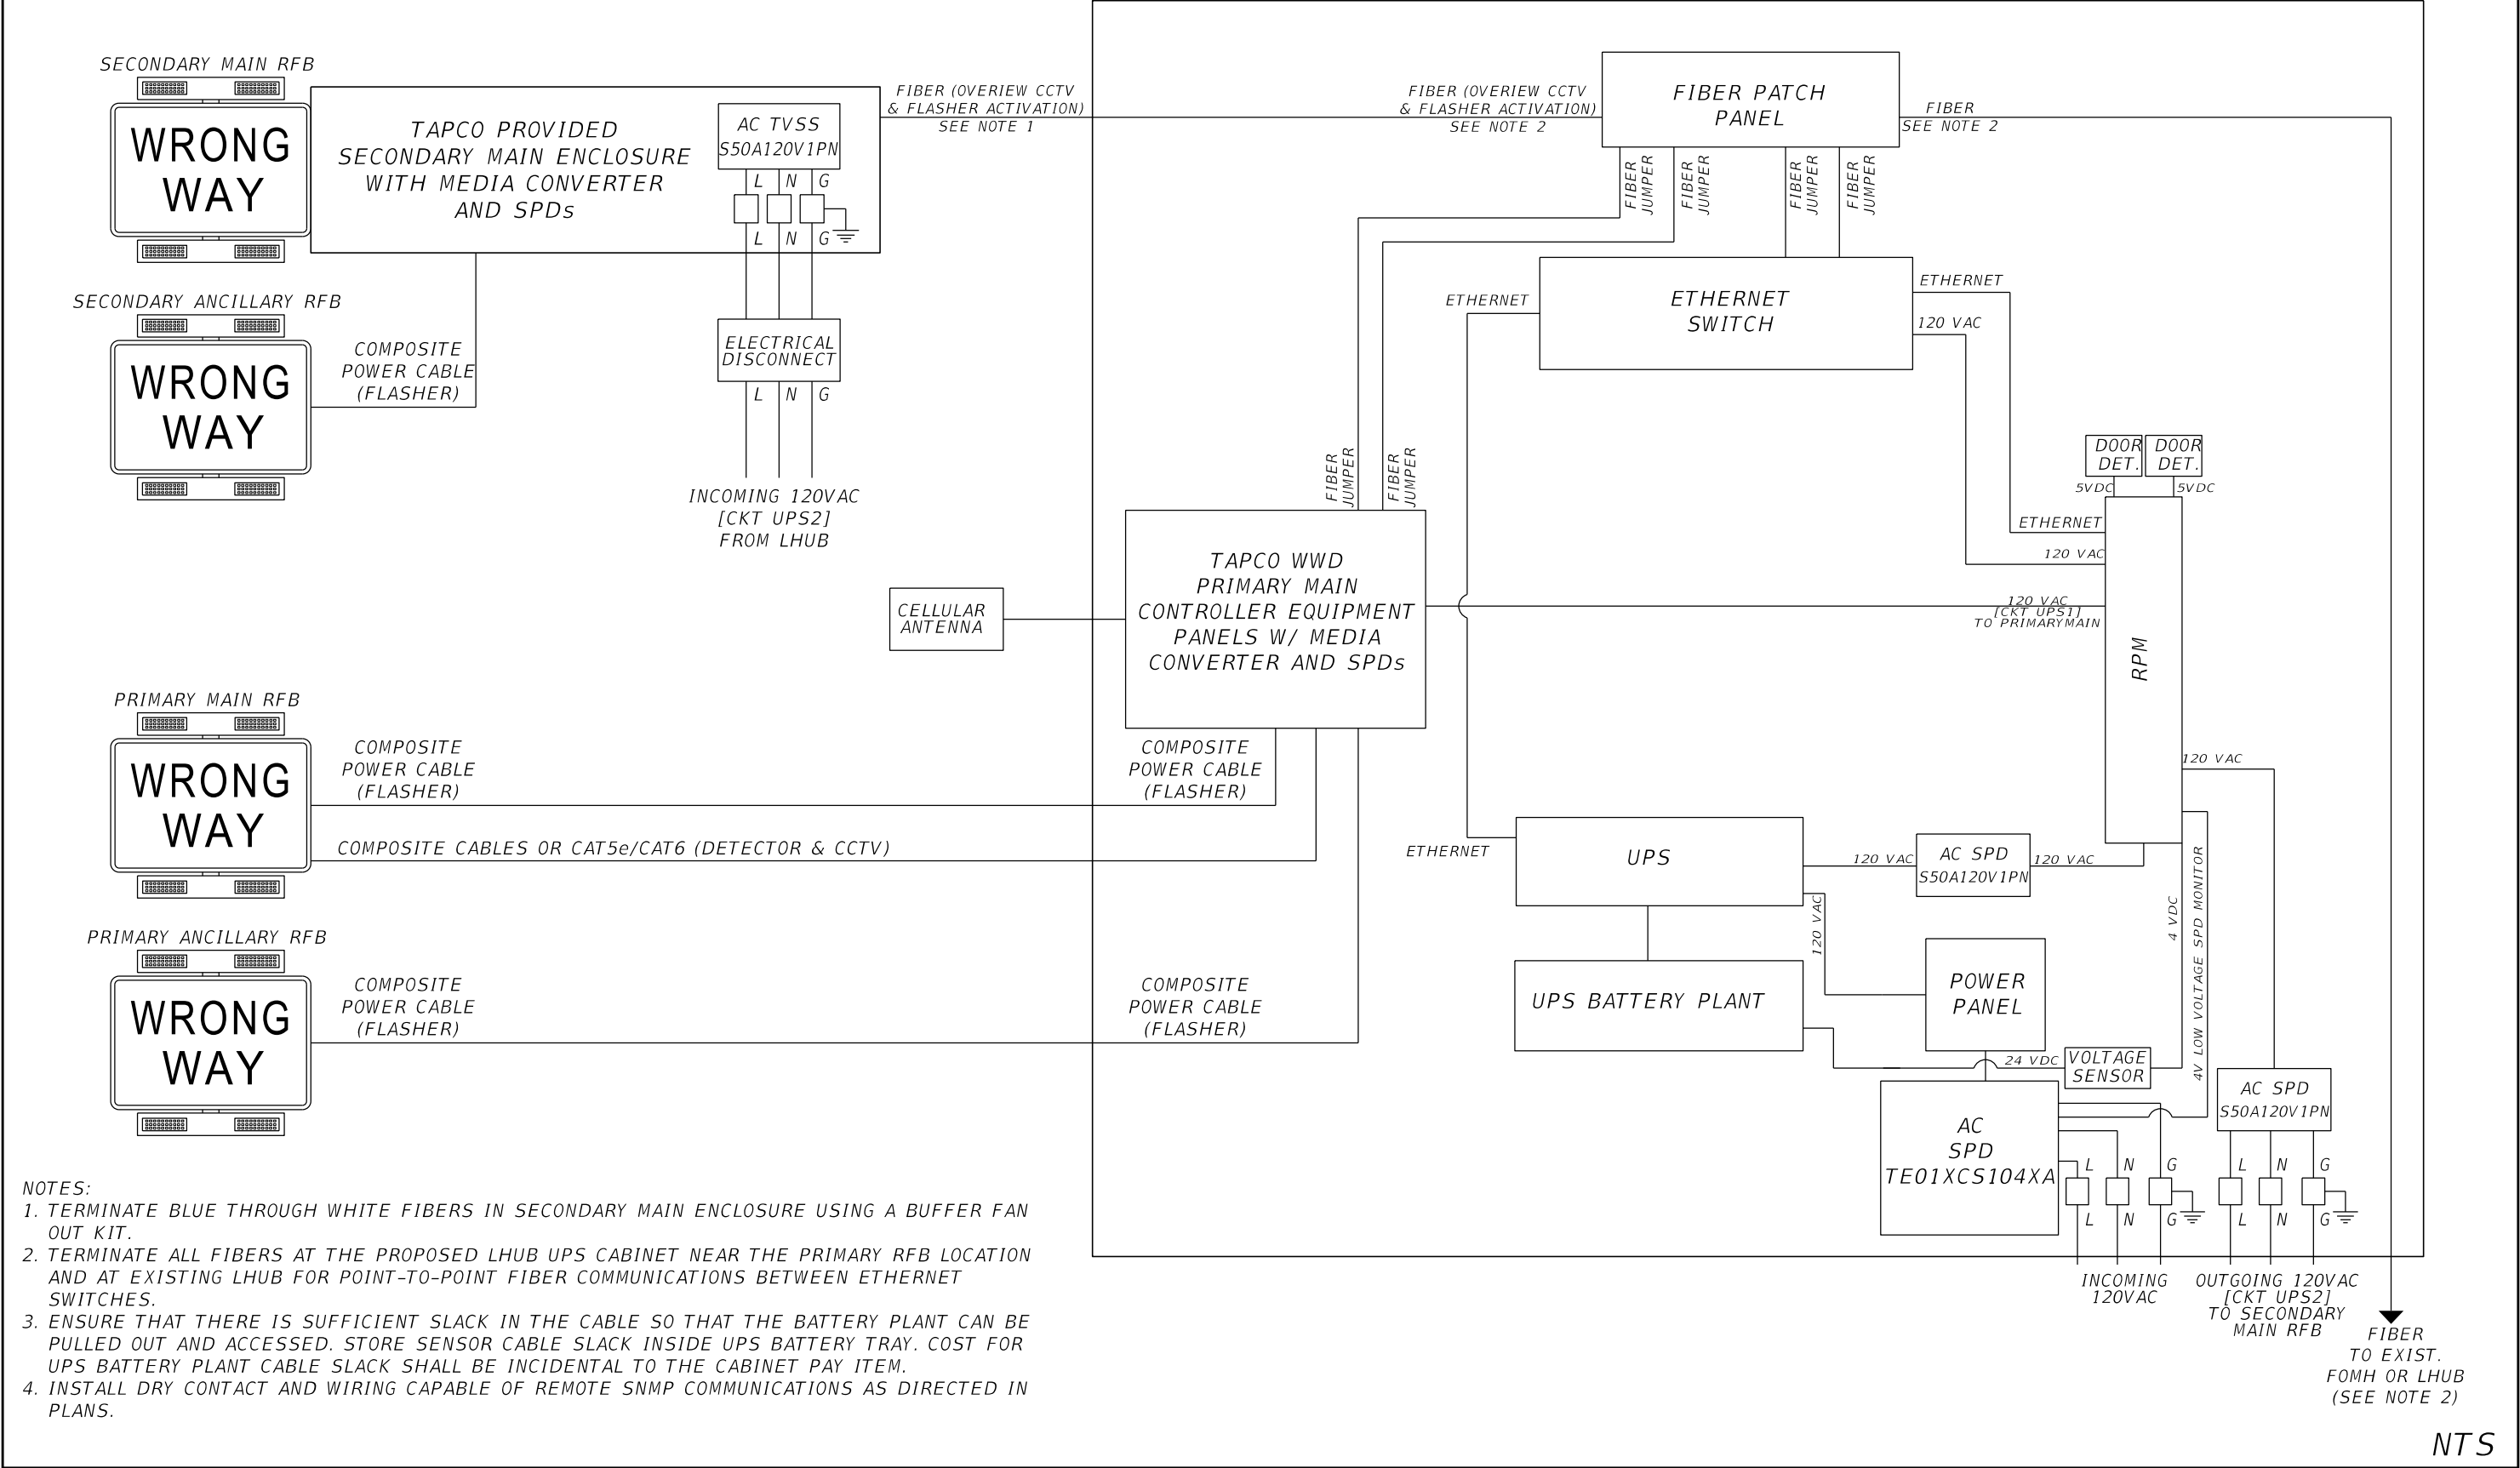 SECONDARY MAIN RFB
WRONG
WAY
TAPCO PROVIDED
SECONDARY MAIN ENCLOSURE
WITH MEDIA CONVERTER
AND SPDs
AC TVSS
S50A120V1PN
L N G
L N G
ELECTRICAL
DISCONNECT
L N G
INCOMING 120VAC
[CKT UPS2]
FROM LHUB
SECONDARY ANCILLARY RFB
WRONG
WAY
COMPOSITE
POWER CABLE
(FLASHER)
FIBER (OVERIEW CCTV
& FLASHER ACTIVATION)
SEE NOTE 1
FIBER (OVERIEW CCTV
& FLASHER ACTIVATION)
SEE NOTE 2
FIBER PATCH
PANEL
FIBER
SEE NOTE 2
FIBER
JUMPER
FIBER
JUMPER
FIBER
JUMPER
FIBER
JUMPER
ETHERNET
ETHERNET
SWITCH
ETHERNET
120 VAC
DOOR
DET.
DOOR
DET.
5VDC
5VDC
ETHERNET
120 VAC
120 VAC
[CKT UPS1]
TO PRIMARYMAIN
RPM
FIBER
JUMPER
FIBER
JUMPER
CELLULAR
ANTENNA
TAPCO WWD
PRIMARY MAIN
CONTROLLER EQUIPMENT
PANELS W/ MEDIA
CONVERTER AND SPDs
PRIMARY MAIN RFB
WRONG
WAY
COMPOSITE
POWER CABLE
(FLASHER)
COMPOSITE
POWER CABLE
(FLASHER)
COMPOSITE CABLES OR CAT5e/CAT6 (DETECTOR & CCTV)
PRIMARY ANCILLARY RFB
WRONG
WAY
COMPOSITE
POWER CABLE
(FLASHER)
COMPOSITE
POWER CABLE
(FLASHER)
ETHERNET
UPS
120 VAC
AC SPD
S50A120V1PN
120 VAC
120 VAC
120 VAC
UPS BATTERY PLANT
POWER
PANEL
4 VDC
4V LOW VOLTAGE SPD MONITOR
24 VDC
VOLTAGE
SENSOR
AC
SPD
TE01XCS104XA
AC SPD
S50A120V1PN
L N G
L N G
L N G
L N G
INCOMING
120VAC
OUTGOING 120VAC
[CKT UPS2]
TO SECONDARY
MAIN RFB
FIBER
TO EXIST.
FOMH OR LHUB
(SEE NOTE 2)
NOTES:
1. TERMINATE BLUE THROUGH WHITE FIBERS IN SECONDARY MAIN ENCLOSURE USING A BUFFER FAN
OUT KIT.
2. TERMINATE ALL FIBERS AT THE PROPOSED LHUB UPS CABINET NEAR THE PRIMARY RFB LOCATION
AND AT EXISTING LHUB FOR POINT-TO-POINT FIBER COMMUNICATIONS BETWEEN ETHERNET
SWITCHES.
3. ENSURE THAT THERE IS SUFFICIENT SLACK IN THE CABLE SO THAT THE BATTERY PLANT CAN BE
PULLED OUT AND ACCESSED. STORE SENSOR CABLE SLACK INSIDE UPS BATTERY TRAY. COST FOR
UPS BATTERY PLANT CABLE SLACK SHALL BE INCIDENTAL TO THE CABINET PAY ITEM.
4. INSTALL DRY CONTACT AND WIRING CAPABLE OF REMOTE SNMP COMMUNICATIONS AS DIRECTED IN
PLANS.
NTS